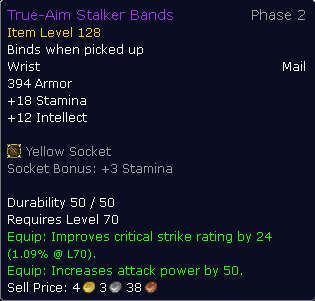 True-Aim Stalker Bands Phase 2
Item Level 128
Binds when picked up
Wrist Mail
394 Armor
+18 Stamina
+12 Intellect
Yellow Socket
Socket Bonus: +3 Stamina
Durability 50 / 50
Requires Level 70
Equip: Improves critical strike rating by 24
(1.09% @ L70).
Equip: Increases attack power by 50.
Sell Price: 4 3 38